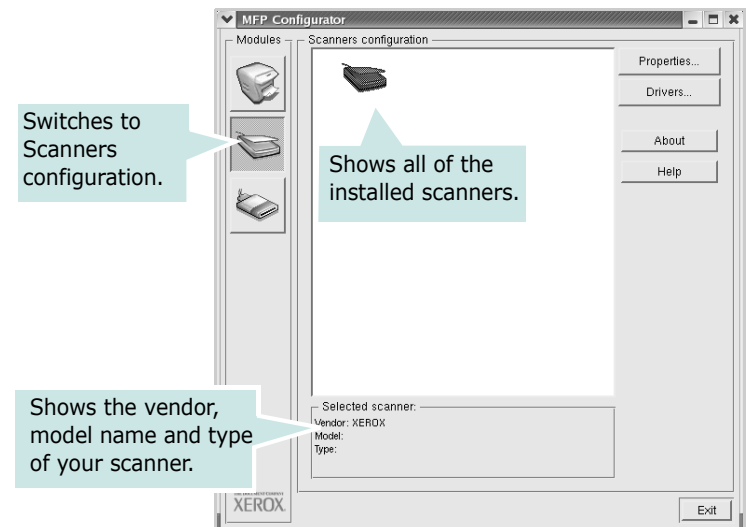 MFP Configurator
Modules
Scanners configuration
Properties...
Drivers...
About
Help
Switches to
Scanners
configuration.
Shows all of the
installed scanners.
Shows the vendor,
model name and type
of your scanner.
Selected scanner:
Vendor: XEROX
Model:
Type:
XEROX
Exit